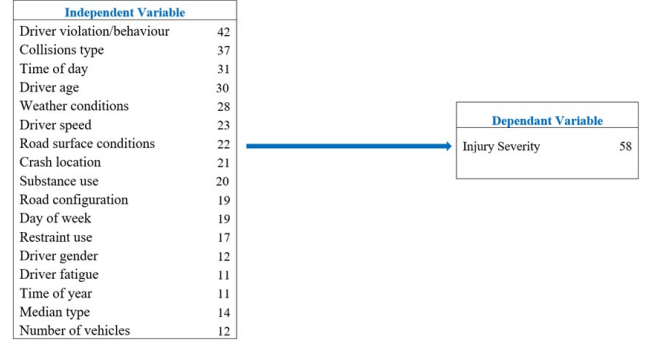 Independent Variable
Driver violation/behaviour 42
Collisions type 37
Time of day 31
Driver age 30
Weather conditions 28
Driver speed 23
Road surface conditions 22
Crash location 21
Substance use 20
Road configuration 19
Day of week 19
Restraint use 17
Driver gender 12
Driver fatigue 11
Time of year 11
Median type 14
Number of vehicles 12
Dependant Variable
Injury Severity 58